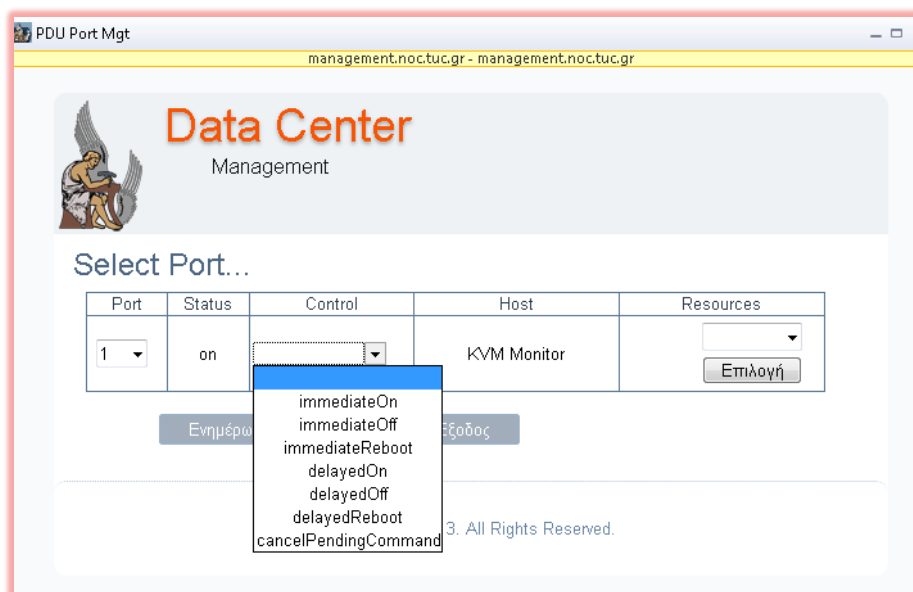 PDU Port Mgt
management.noc.tuc.gr - management.noc.tuc.gr
Data Center
Management
Select Port...
Port Status Control Host Resources
1 on KVM Monitor
Επιλογή
immediateOn
immediateOff
immediateReboot
delayedOn
delayedOff
delayedReboot
cancelPendingCommand
Έξοδος
3. All Rights Reserved.